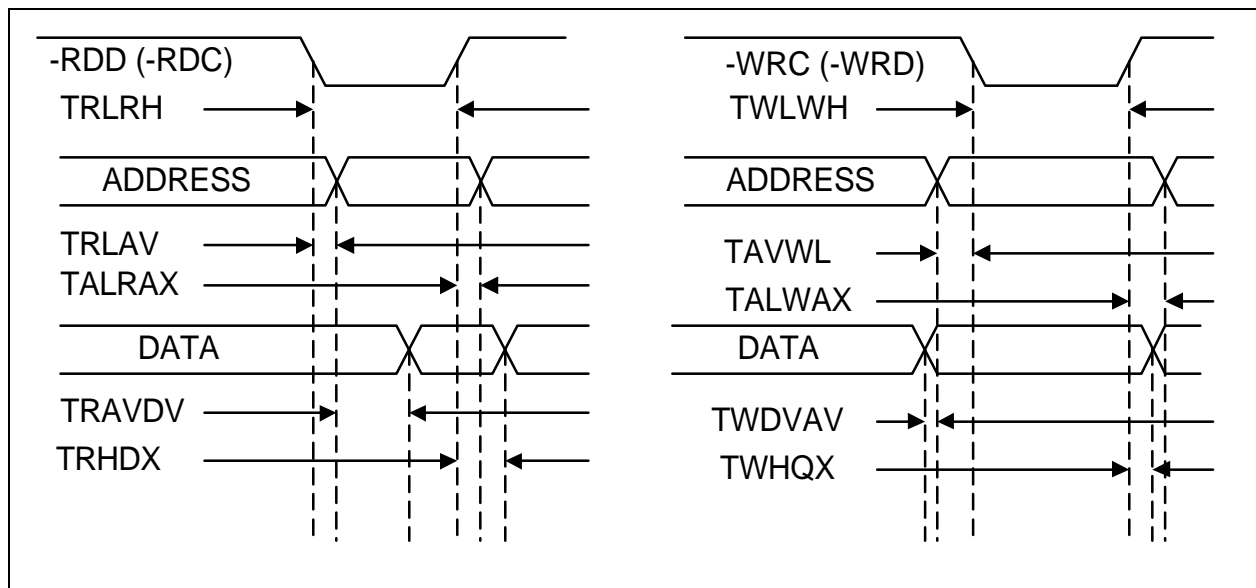 -RDD (-RDC)
TRLRH
ADDRESS
TRLAV
TALRAX
DATA
TRAVDV
TRHDX
-WRC (-WRD)
TWLWH
ADDRESS
TAVWL
TALWAX
DATA
TWDVAV
TWHQX